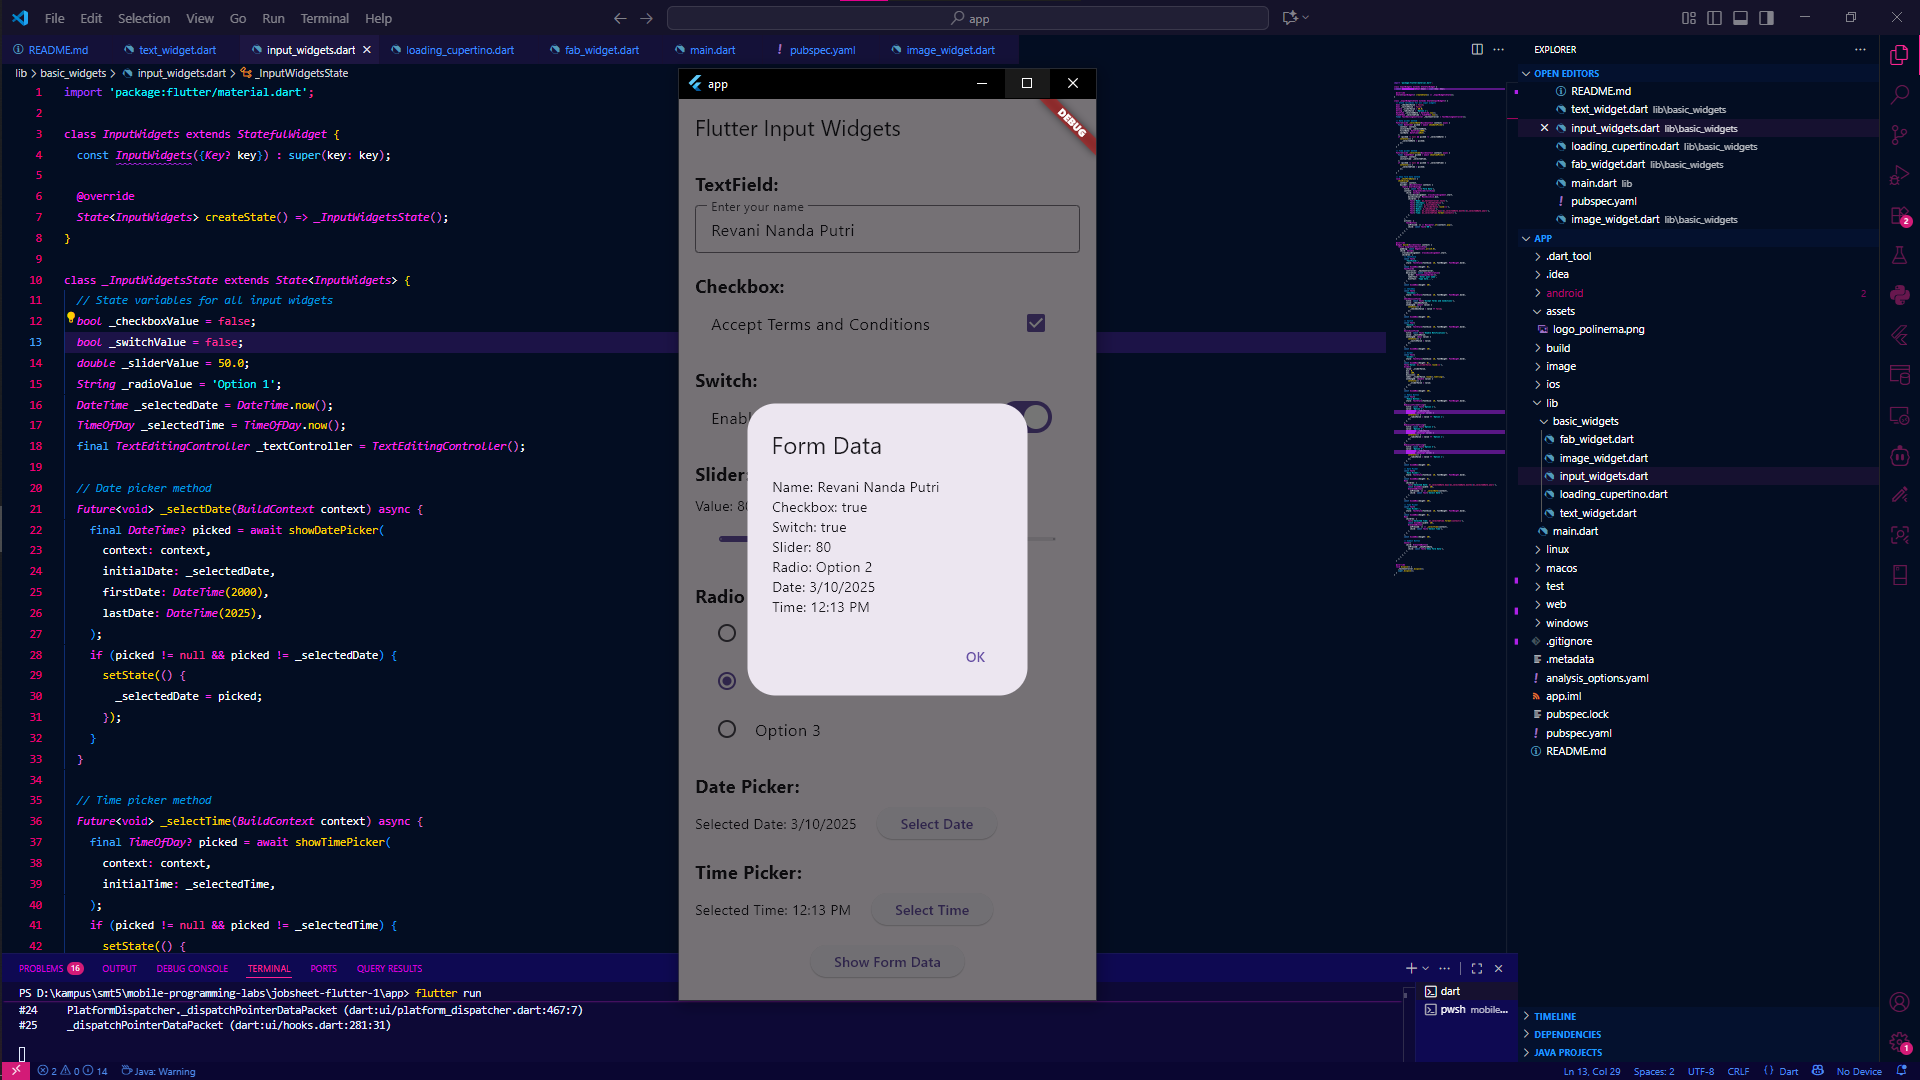 File Edit Selection View Go Run Terminal Help
app
README.md text_widget.dart input_widgets.dart loading_cupertino.dart fab_widget.dart main.dart pubspec.yaml image_widget.dart
lib > basic_widgets > input_widgets.dart > _InputWidgetsState
1 import 'package:flutter/material.dart';
2
3 class InputWidgets extends StatefulWidget {
4 const InputWidgets({Key? key}) : super(key: key);
5
6 @override
7 State<InputWidgets> createState() => _InputWidgetsState();
8 }
9
10 class _InputWidgetsState extends State<InputWidgets> {
11 // State variables for all input widgets
12 bool _checkboxValue = false;
13 bool _switchValue = false;
14 double _sliderValue = 50.0;
15 String _radioValue = 'Option 1';
16 DateTime _selectedDate = DateTime.now();
17 TimeOfDay _selectedTime = TimeOfDay.now();
18 final TextEditingController _textController = TextEditingController();
19
20 // Date picker method
21 Future<void> _selectDate(BuildContext context) async {
22 final DateTime? picked = await showDatePicker(
23 context: context,
24 initialDate: _selectedDate,
25 firstDate: DateTime(2000),
26 lastDate: DateTime(2025),
27 );
28 if (picked != null && picked != _selectedDate) {
29 setState(() {
30 _selectedDate = picked;
31 });
32 }
33 }
34
35 // Time picker method
36 Future<void> _selectTime(BuildContext context) async {
37 final TimeOfDay? picked = await showTimePicker(
38 context: context,
39 initialTime: _selectedTime,
40 );
41 if (picked != null && picked != _selectedTime) {
42 setState(() {
app
DEBUG
Flutter Input Widgets
TextField:
Enter your name
Revani Nanda Putri
Checkbox:
Accept Terms and Conditions
Switch:
Enab
Slider:
Value: 80
Radio
Option 3
Date Picker:
Selected Date: 3/10/2025 Select Date
Time Picker:
Selected Time: 12:13 PM Select Time
Show Form Data
Form Data
Name: Revani Nanda Putri
Checkbox: true
Switch: true
Slider: 80
Radio: Option 2
Date: 3/10/2025
Time: 12:13 PM
OK
EXPLORER
OPEN EDITORS
README.md
text_widget.dart lib\basic_widgets
input_widgets.dart lib\basic_widgets
loading_cupertino.dart lib\basic_widgets
fab_widget.dart lib\basic_widgets
main.dart lib
pubspec.yaml
image_widget.dart lib\basic_widgets
APP
.dart_tool
.idea
android 2
assets
logo_polinema.png
build
image
ios
lib
basic_widgets
fab_widget.dart
image_widget.dart
input_widgets.dart
loading_cupertino.dart
text_widget.dart
main.dart
linux
macos
test
web
windows
.gitignore
.metadata
analysis_options.yaml
app.iml
pubspec.lock
pubspec.yaml
README.md
TIMELINE
DEPENDENCIES
JAVA PROJECTS
2
1
PROBLEMS 16 OUTPUT DEBUG CONSOLE TERMINAL PORTS QUERY RESULTS
PS D:\kampus\smt5\mobile-programming-labs\jobsheet-flutter-1\app> flutter run
#24 PlatformDispatcher._dispatchPointerDataPacket (dart:ui/platform_dispatcher.dart:467:7)
#25 _dispatchPointerDataPacket (dart:ui/hooks.dart:281:31)
dart
pwsh mobile...
2 0 14 Java: Warning
Ln 13, Col 29 Spaces: 2 UTF-8 CRLF Dart No Device